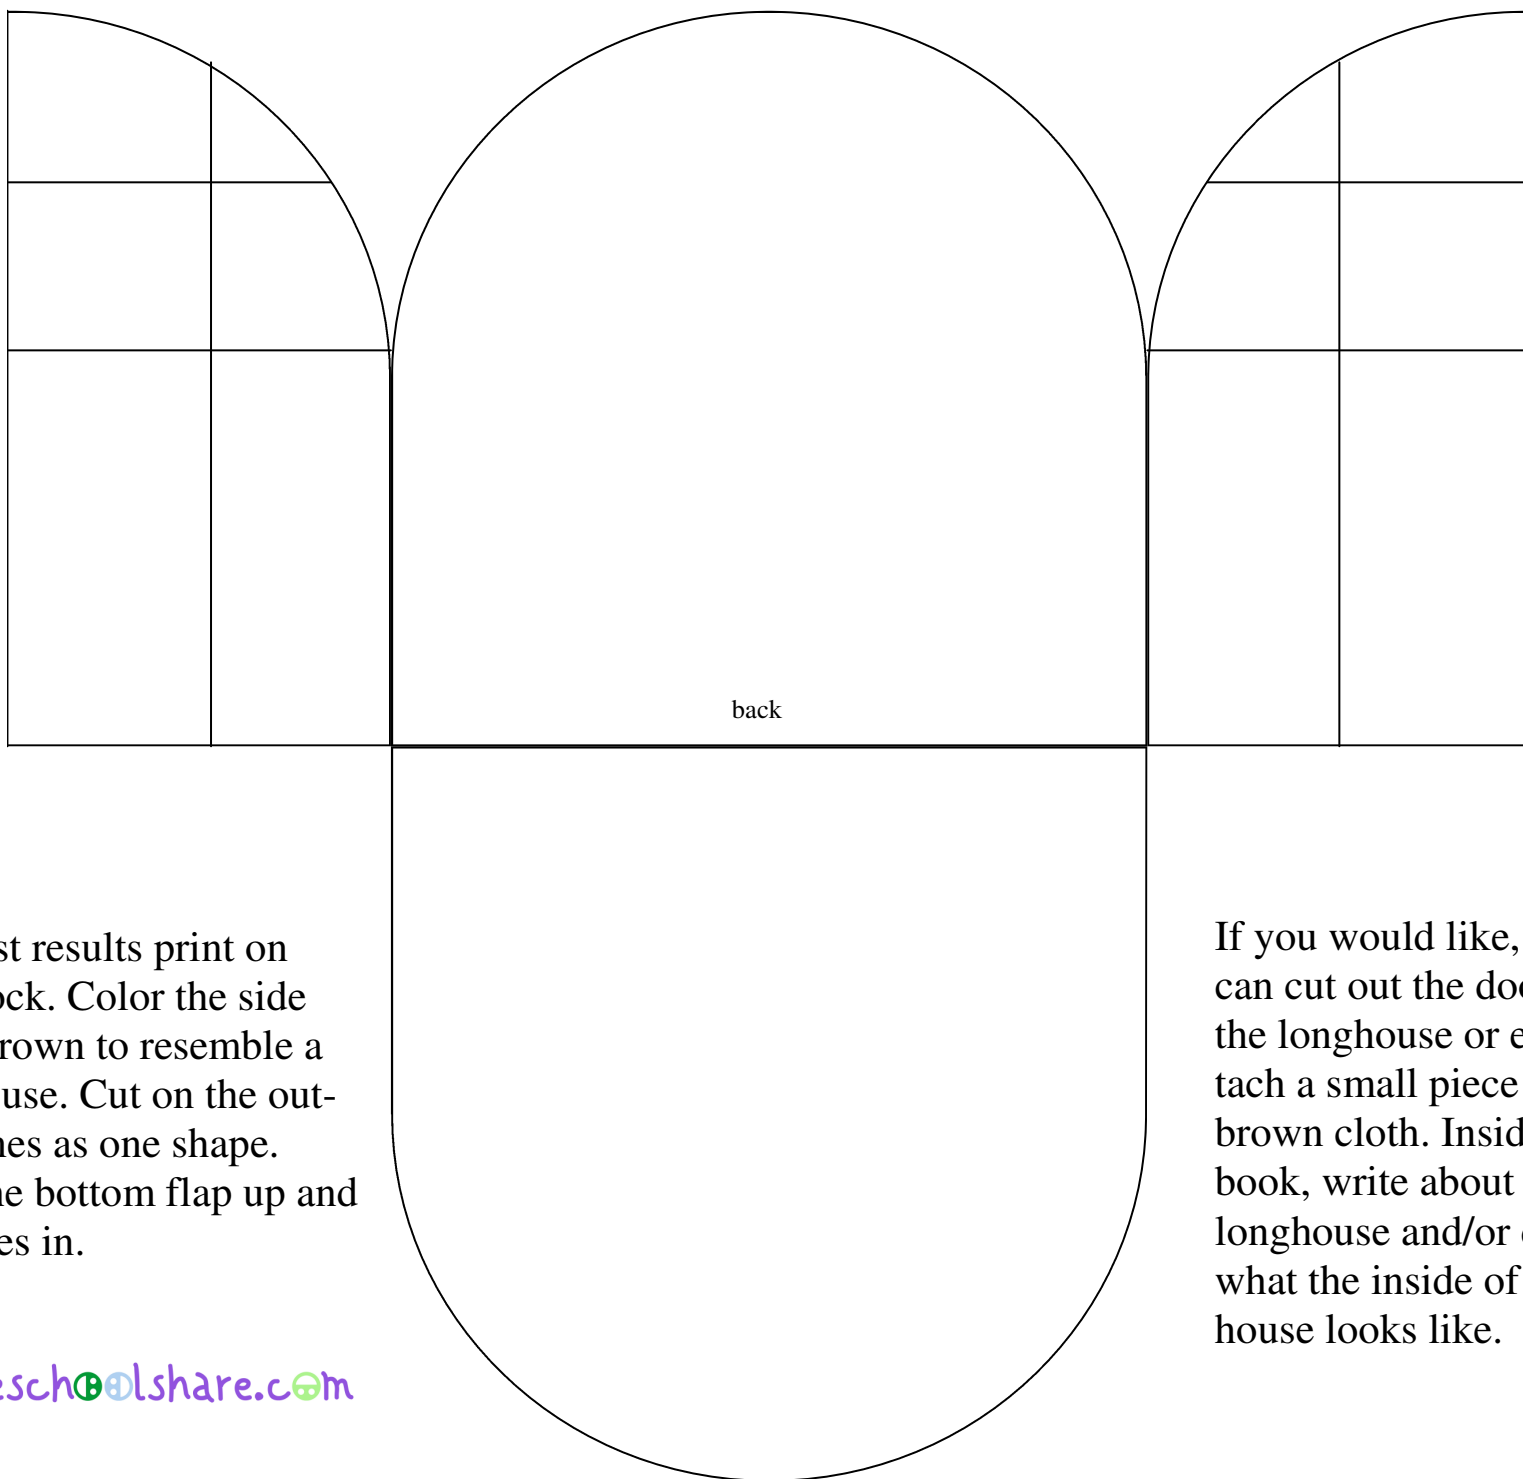 back
st results print on
ock. Color the side
rown to resemble a
use. Cut on the out-
nes as one shape.
ne bottom flap up and
es in.
eschoolshare.com
If you would like,
can cut out the doo
the longhouse or e
tach a small piece
brown cloth. Insid
book, write about
longhouse and/or
what the inside of
house looks like.